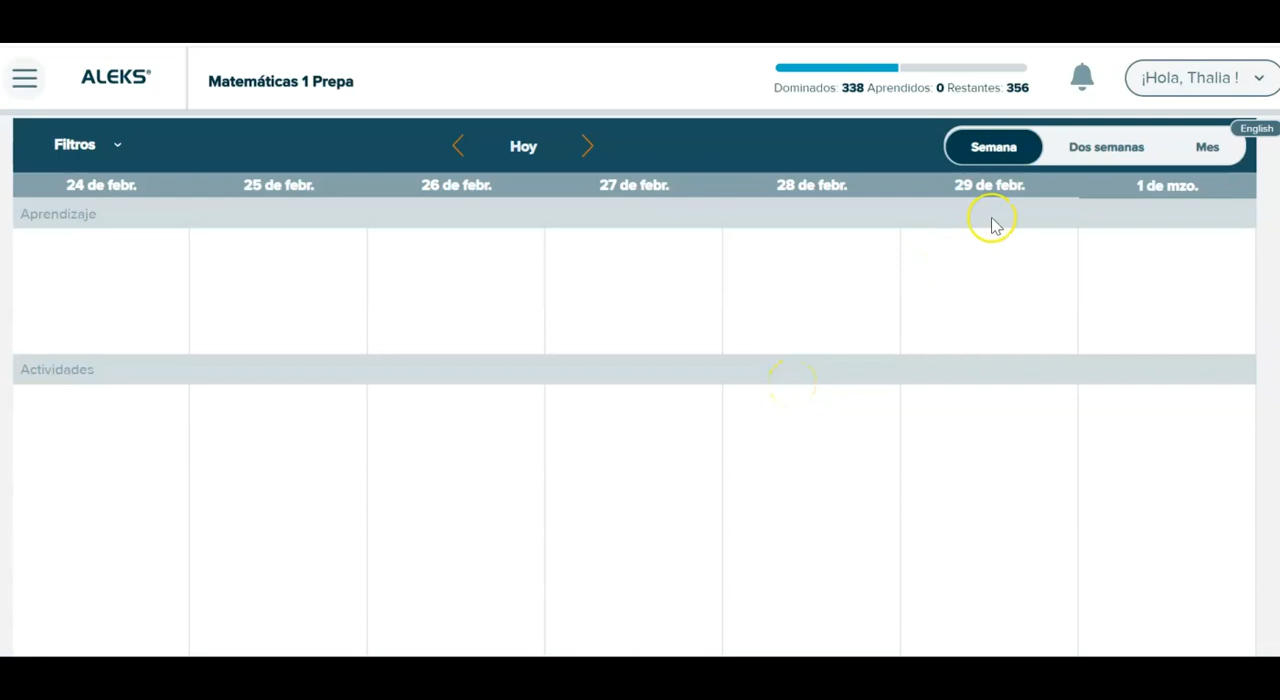 ALEKS®
Matemáticas 1 Prepa
Dominados: 338 Aprendidos: 0 Restantes: 356
¡Hola, Thalia !
English
Filtros
Hoy
Semana
Dos semanas
Mes
24 de febr. 25 de febr. 26 de febr. 27 de febr. 28 de febr. 29 de febr. 1 de mzo.
Aprendizaje
Actividades